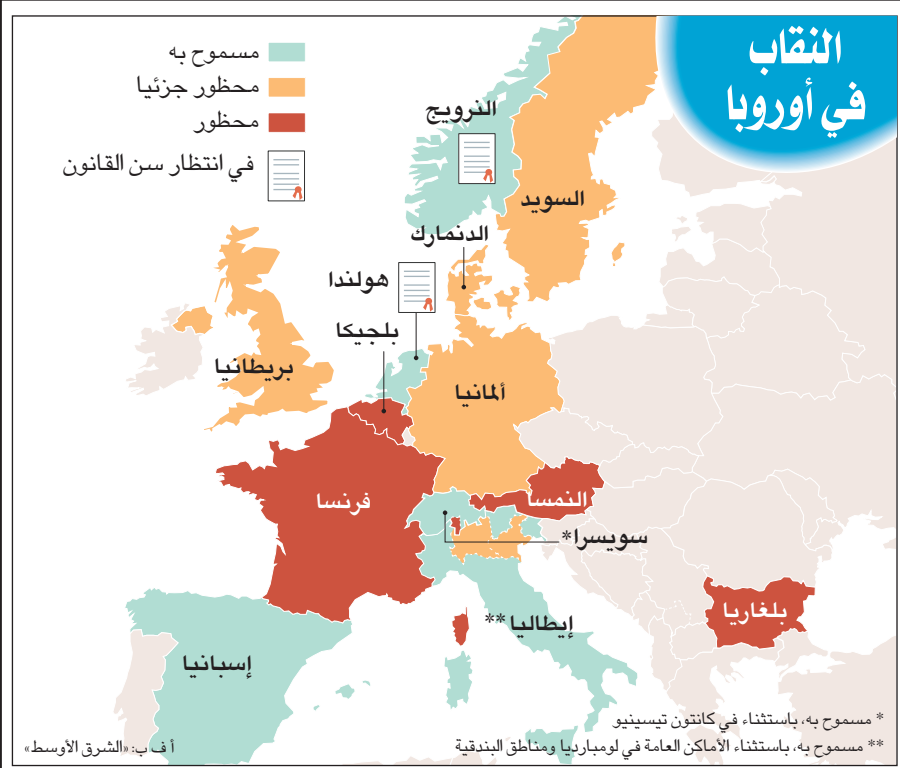 النقاب
في أوروبا
مسموح به
محظور جزئيا
محظور
في انتظار سن القانون
النرويج
السويد
الدنمارك
هولندا
بلجيكا
بريطانيا
ألمانيا
فرنسا
النمسا
سويسرا*
بلغاريا
إيطاليا **
إسبانيا
* مسموح به، باستثناء في كانتون تيسينيو
** مسموح به، باستثناء الأماكن العامة في لومبارديا ومناطق البندقية
أ ف ب: «الشرق الأوسط»